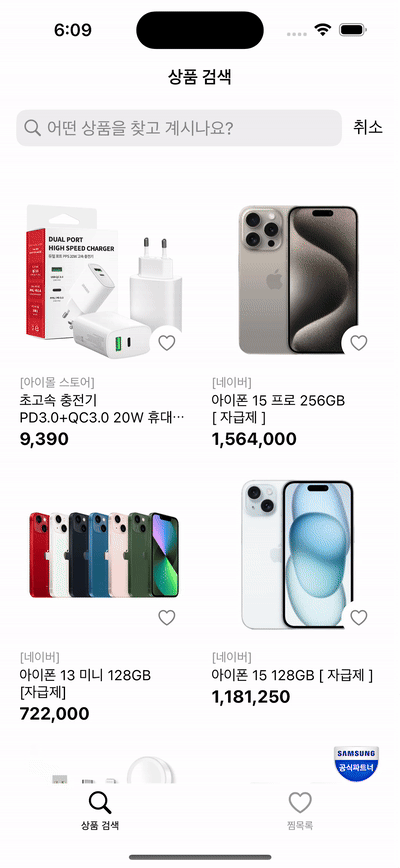 6:09
상품 검색
어떤 상품을 찾고 계시나요?
취소
DUAL PORT
HIGH SPEED CHARGER
[아이몰 스토어]
초고속 충전기
PD3.0+QC3.0 20W 휴대…
9,390
[네이버]
아이폰 15 프로 256GB
[ 자급제 ]
1,564,000
[네이버]
아이폰 13 미니 128GB
[자급제]
722,000
[네이버]
아이폰 15 128GB [ 자급제 ]
1,181,250
SAMSUNG
공식파트너
상품 검색
찜목록